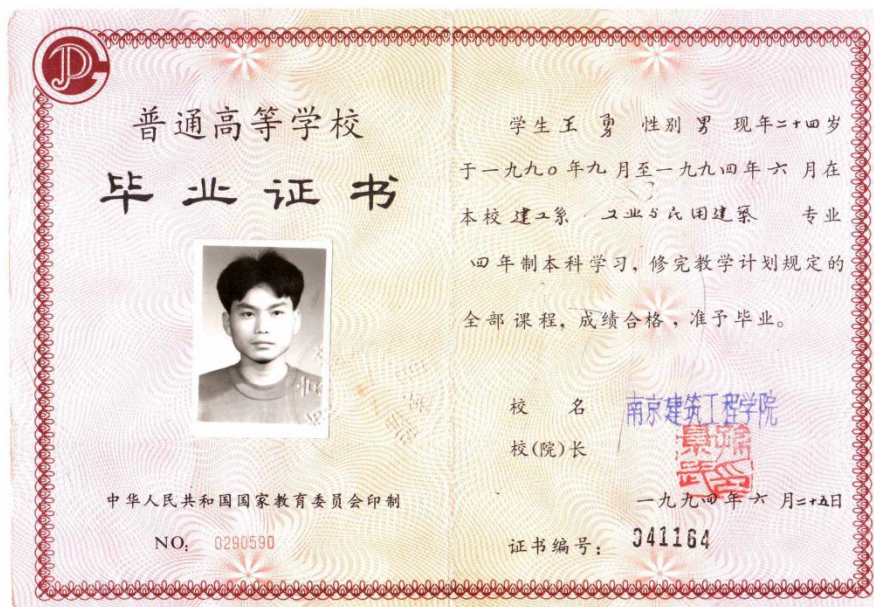 普通高等学校
毕业证书
中华人民共和国国家教育委员会印制
NO: 0290590
学生 王 勇 性别 男 现年二十四岁
于一九九〇年九月至一九九四年六月在
本校 建工系 工业与民用建筑 专业
四年制本科学习，修完教学计划规定的
全部课程，成绩合格，准予毕业。
校 名 南京建筑工程学院
校(院)长
一九九四年六月二十五日
证书编号： 941164